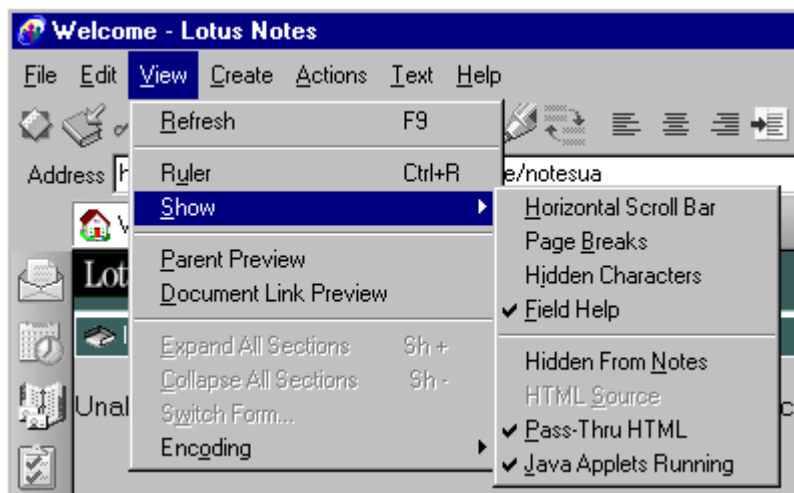 Welcome - Lotus Notes
File Edit View Create Actions Text Help
Refresh F9
Address e/notesua
Ruler Ctrl+R
Show
Horizontal Scroll Bar
Page Breaks
Hidden Characters
Field Help
Hidden From Notes
HTML Source
Pass-Thru HTML
Java Applets Running
Parent Preview
Document Link Preview
Expand All Sections Sh +
Collapse All Sections Sh -
Switch Form...
Encoding
Lot
Unal